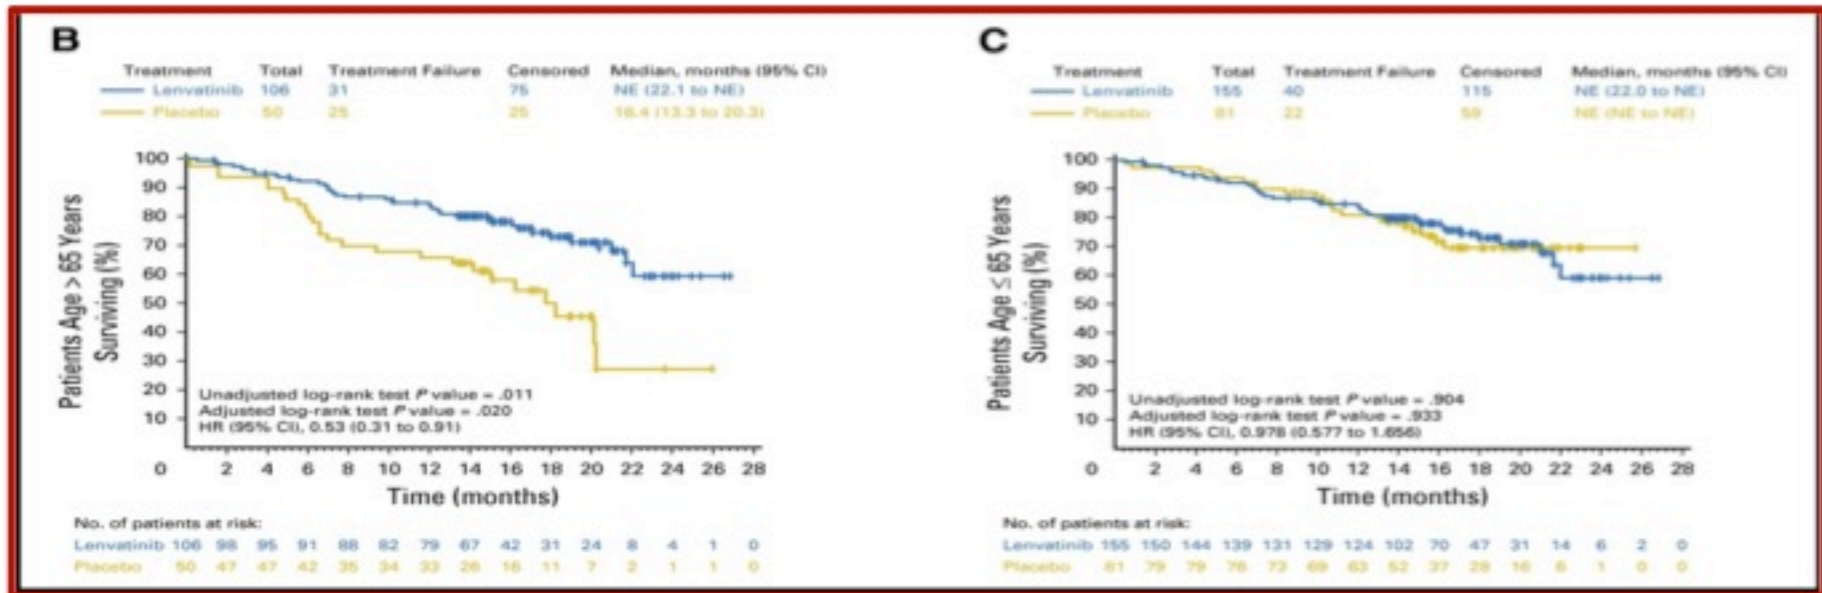 B
Treatment Total Treatment Failure Censored Median, months (95% CI)
Lenvatinib 106 31 75 NE (22.1 to NE)
Placebo 50 25 25 16.4 (13.3 to 20.3)
100
90
80
70
60
50
40
30
20
10
Patients Age > 65 Years
Surviving (%)
Unadjusted log-rank test P value = .011
Adjusted log-rank test P value = .020
HR (95% CI), 0.53 (0.31 to 0.91)
0 2 4 6 8 10 12 14 16 18 20 22 24 26 28
Time (months)
No. of patients at risk:
Lenvatinib 106 98 95 91 88 82 79 67 42 31 24 8 4 1 0
Placebo 50 47 47 42 35 34 33 26 16 11 7 2 1 1 0
C
Treatment Total Treatment Failure Censored Median, months (95% CI)
Lenvatinib 155 40 115 NE (22.0 to NE)
Placebo 81 22 59 NE (NE to NE)
100
90
80
70
60
50
40
30
20
10
Patients Age ≤ 65 Years
Surviving (%)
Unadjusted log-rank test P value = .904
Adjusted log-rank test P value = .933
HR (95% CI), 0.978 (0.577 to 1.656)
0 2 4 6 8 10 12 14 16 18 20 22 24 26 28
Time (months)
No. of patients at risk:
Lenvatinib 155 150 144 139 131 129 124 102 70 47 31 14 6 2 0
Placebo 81 79 79 76 73 69 63 52 37 28 16 6 1 0 0